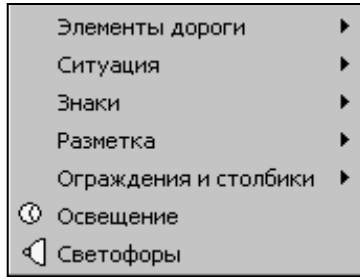 Элементы дороги
Ситуация
Знаки
Разметка
Ограждения и столбики
Освещение
Светофоры